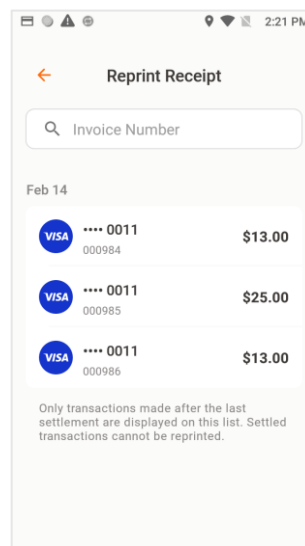 2:21 PM
Reprint Receipt
Invoice Number
Feb 14
VISA •••• 0011 $13.00
000984
VISA •••• 0011 $25.00
000985
VISA •••• 0011 $13.00
000986
Only transactions made after the last
settlement are displayed on this list. Settled
transactions cannot be reprinted.